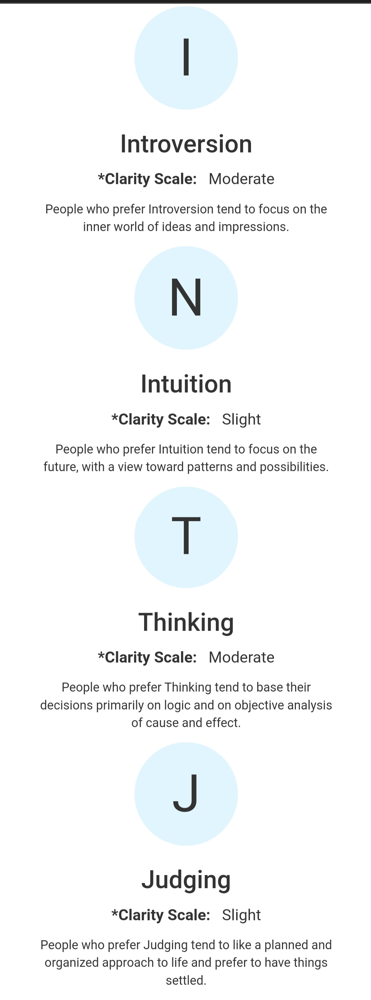 I
Introversion
*Clarity Scale: Moderate
People who prefer Introversion tend to focus on the
inner world of ideas and impressions.
N
Intuition
*Clarity Scale: Slight
People who prefer Intuition tend to focus on the
future, with a view toward patterns and possibilities.
T
Thinking
*Clarity Scale: Moderate
People who prefer Thinking tend to base their
decisions primarily on logic and on objective analysis
of cause and effect.
J
Judging
*Clarity Scale: Slight
People who prefer Judging tend to like a planned and
organized approach to life and prefer to have things
settled.